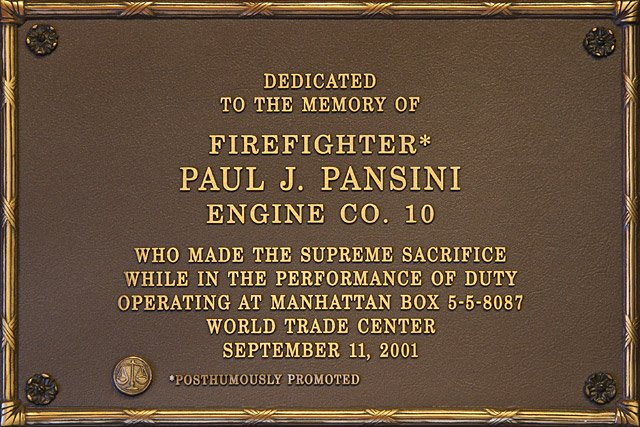 DEDICATED
TO THE MEMORY OF
FIREFIGHTER*
PAUL J. PANSINI
ENGINE CO. 10
WHO MADE THE SUPREME SACRIFICE
WHILE IN THE PERFORMANCE OF DUTY
OPERATING AT MANHATTAN BOX 5-5-8087
WORLD TRADE CENTER
SEPTEMBER 11, 2001
*POSTHUMOUSLY PROMOTED